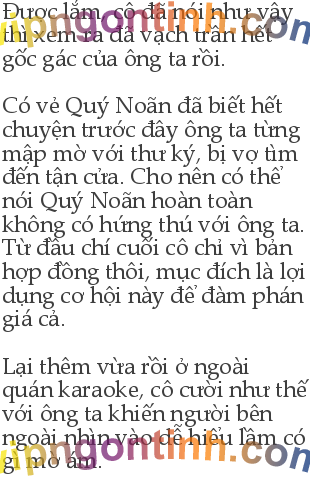 Được lắm, cô đã nói như vậy
thì xem ra đã vạch trần hết
gốc gác của ông ta rồi.
Có vẻ Quý Noãn đã biết hết
chuyện trước đây ông ta từng
mập mờ với thư ký, bị vợ tìm
đến tận cửa. Cho nên có thể
nói Quý Noãn hoàn toàn
không có hứng thú với ông ta.
Từ đầu chí cuối cô chỉ vì bản
hợp đồng thôi, mục đích là lợi
dụng cơ hội này để đàm phán
giá cả.
Lại thêm vừa rồi ở ngoài
quán karaoke, cô cười như thế
với ông ta khiến người bên
ngoài nhìn vào dễ hiểu lầm có
gì mờ ám.
vipngontinh.com
vipngontinh.com